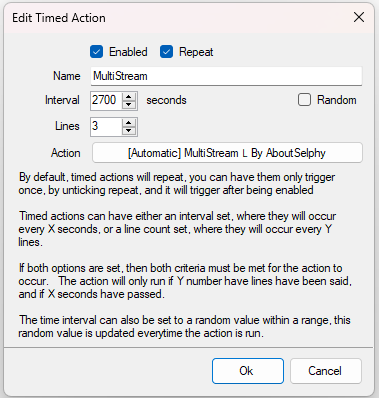 Edit Timed Action
Enabled Repeat
Name MultiStream
Interval 2700 seconds Random
Lines 3
Action [Automatic] MultiStream L By AboutSelphy
By default, timed actions will repeat, you can have them only trigger
once, by unticking repeat, and it will trigger after being enabled
Timed actions can have either an interval set, where they will occur
every X seconds, or a line count set, where they will occur every Y
lines.
If both options are set, then both criteria must be met for the action to
occur. The action will only run if Y number have lines have been said,
and if X seconds have passed.
The time interval can also be set to a random value within a range, this
random value is updated everytime the action is run.
Ok Cancel